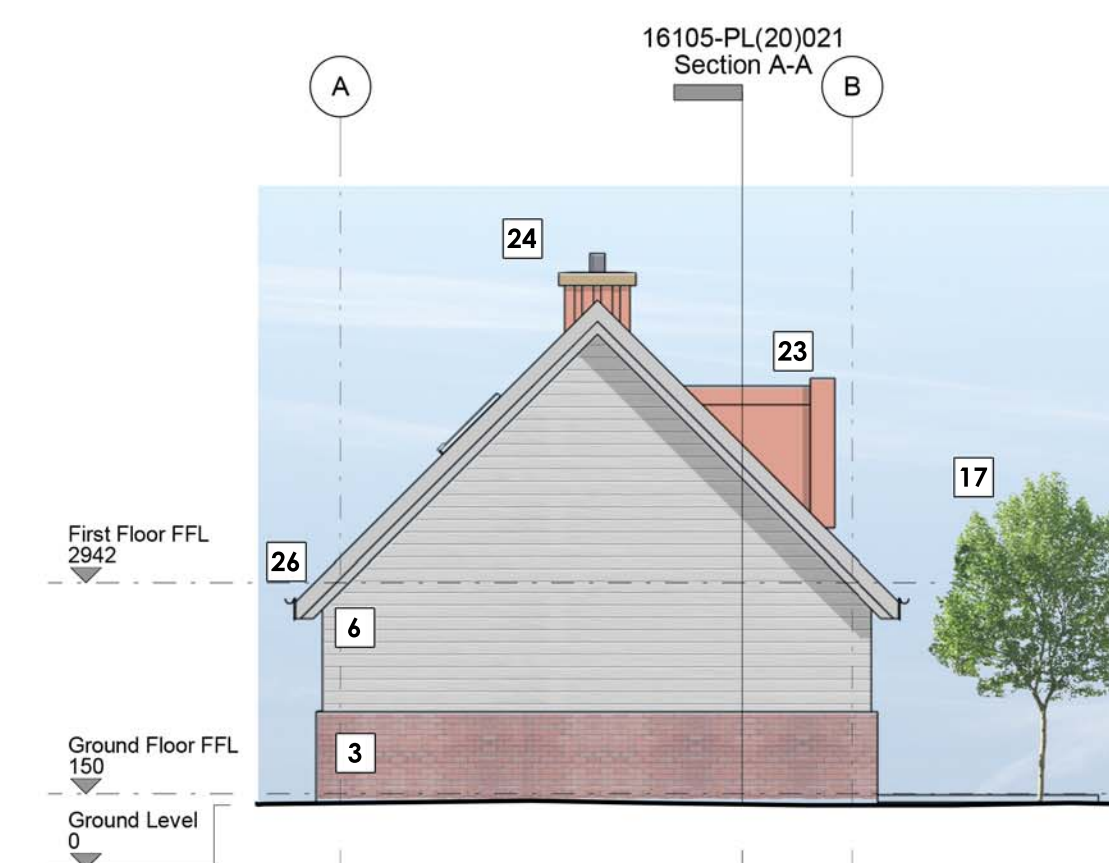 16105-PL(20)021
Section A-A
A
B
24
23
17
First Floor FFL
2942
26
6
Ground Floor FFL
150
3
Ground Level
0